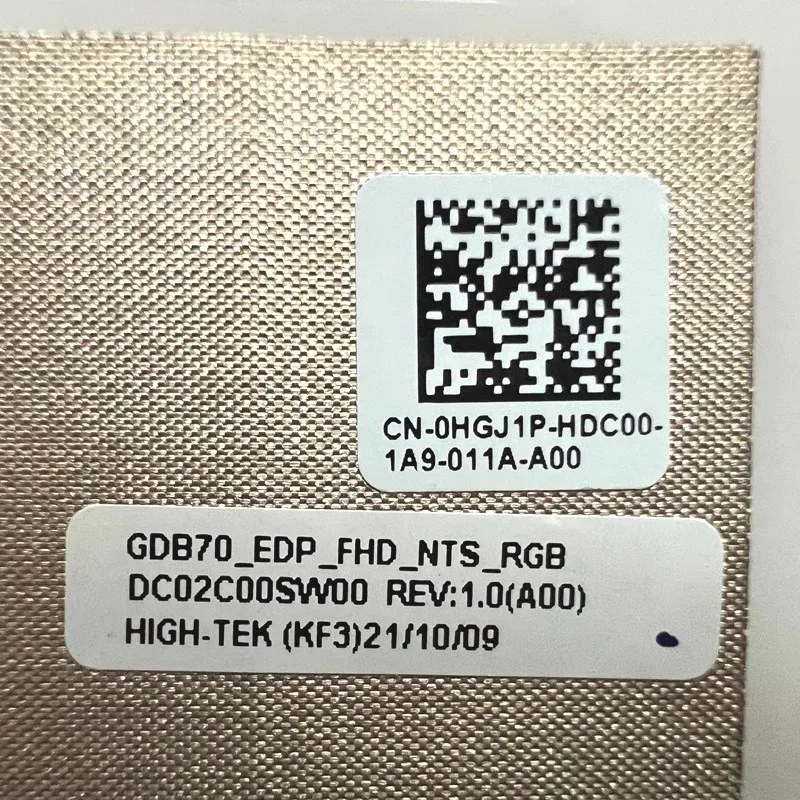 CN-0HGJ1P-HDC00-
1A9-011A-A00
GDB70_EDP_FHD_NTS_RGB
DC02C00SW00 REV:1.0(A00)
HIGH-TEK (KF3)21/10/09